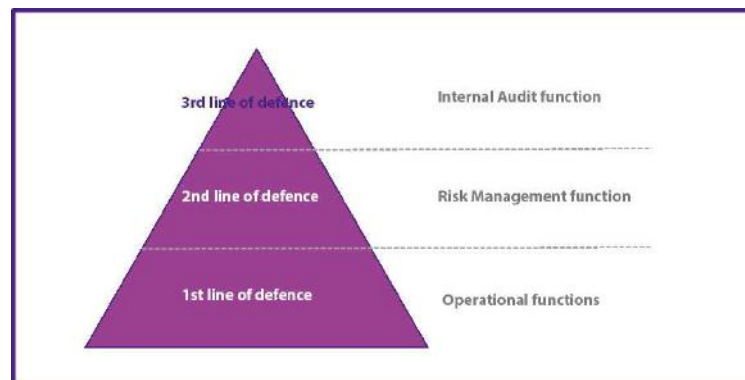 3rd line of defence
Internal Audit function
2nd line of defence
Risk Management function
1st line of defence
Operational functions